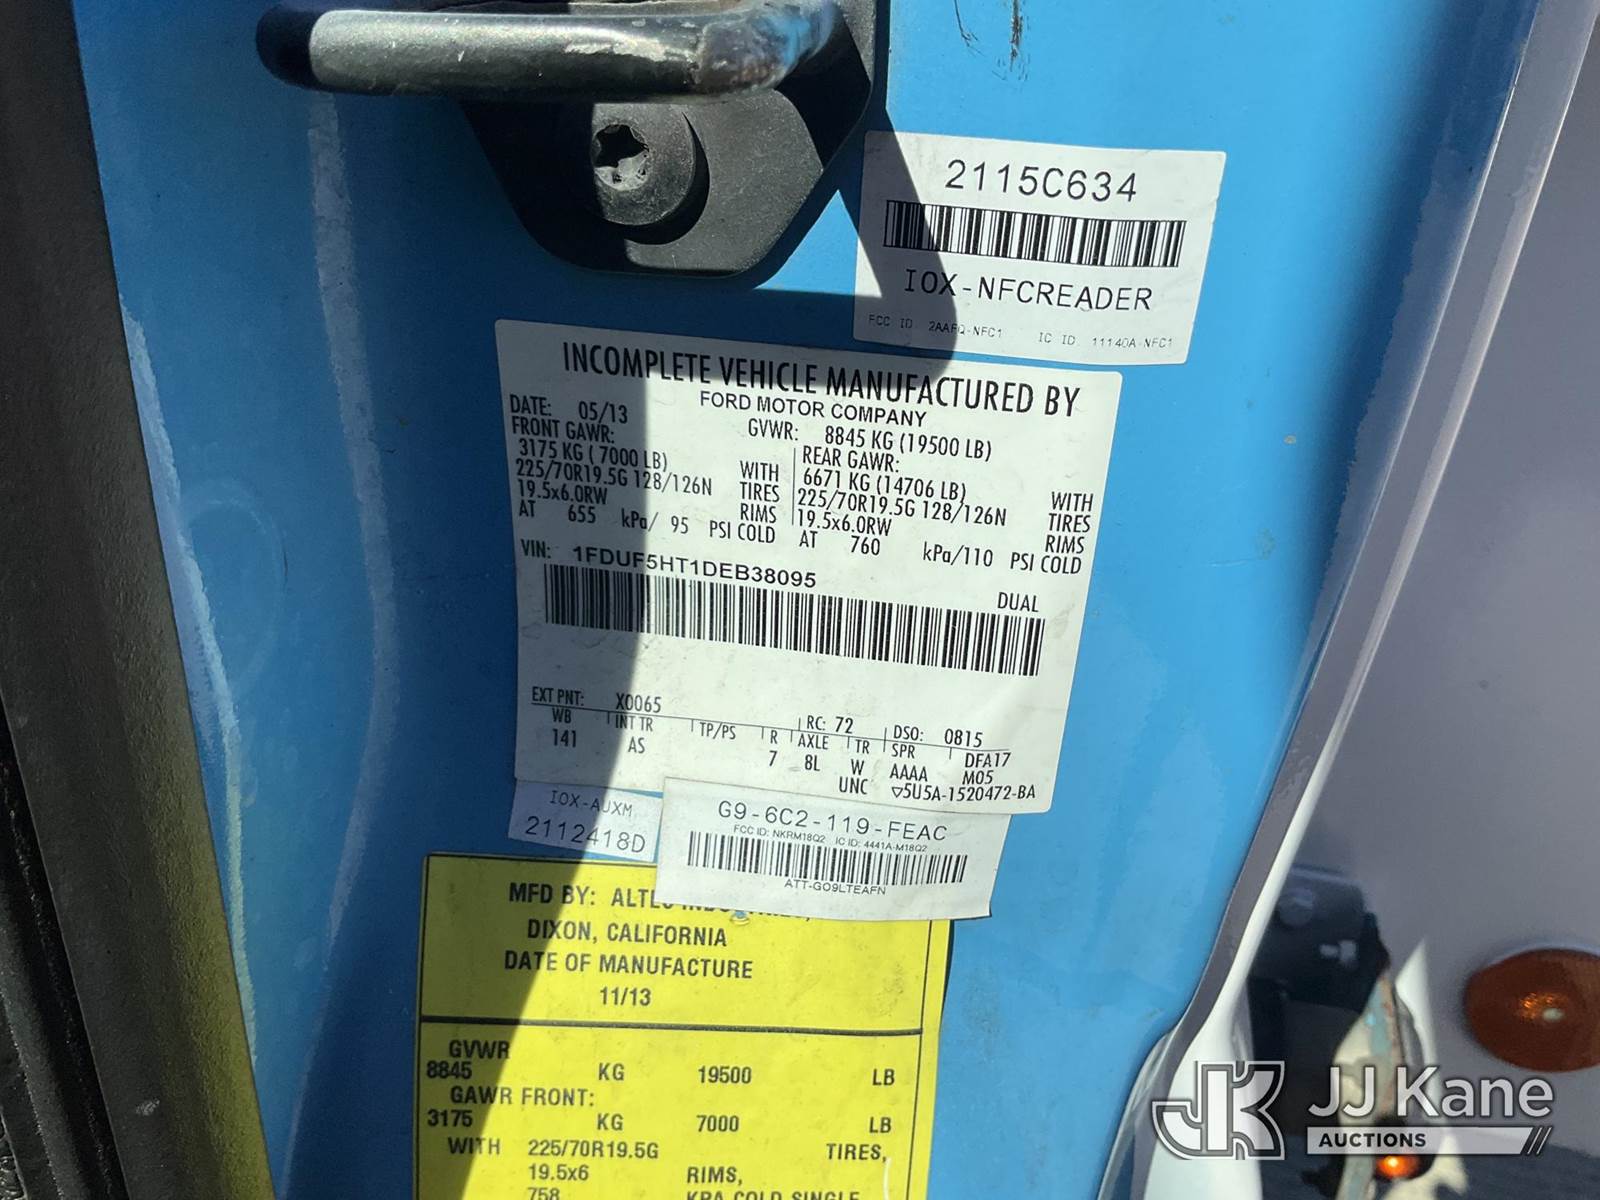 2115C634
IOX-NFCREADER
FCC ID 2AAFQ-NFC1 IC ID 11140A-NFC1
INCOMPLETE VEHICLE MANUFACTURED BY
FORD MOTOR COMPANY
DATE: 05/13 GVWR: 8845 KG (19500 LB)
FRONT GAWR: REAR GAWR:
3175 KG ( 7000 LB) WITH 6671 KG (14706 LB) WITH
225/70R19.5G 128/126N TIRES 225/70R19.5G 128/126N TIRES
19.5x6.0RW RIMS 19.5x6.0RW RIMS
AT 655 kPa/ 95 PSI COLD AT 760 kPa/110 PSI COLD
VIN: 1FDUF5HT1DEB38095
DUAL
EXT PNT: X0065 RC: 72 DSO: 0815
WB INT TR TP/PS R AXLE TR SPR DFA17
141 AS 7 8L W AAAA M05
UNC ▽5U5A-1520472-BA
IOX-AUXM
2112418D
G9-6C2-119-FEAC
FCC ID: NKRM18Q2 IC ID: 4441A-M18Q2
ATT-GO9LTEAFN
MFD BY:
DIXON, CALIFORNIA
DATE OF MANUFACTURE
11/13
GVWR
8845 KG 19500 LB
GAWR FRONT:
3175 KG 7000 LB
WITH 225/70R19.5G TIRES,
19.5x6 RIMS,
758 KPA COLD SINGLE
JK JJ Kane
AUCTIONS